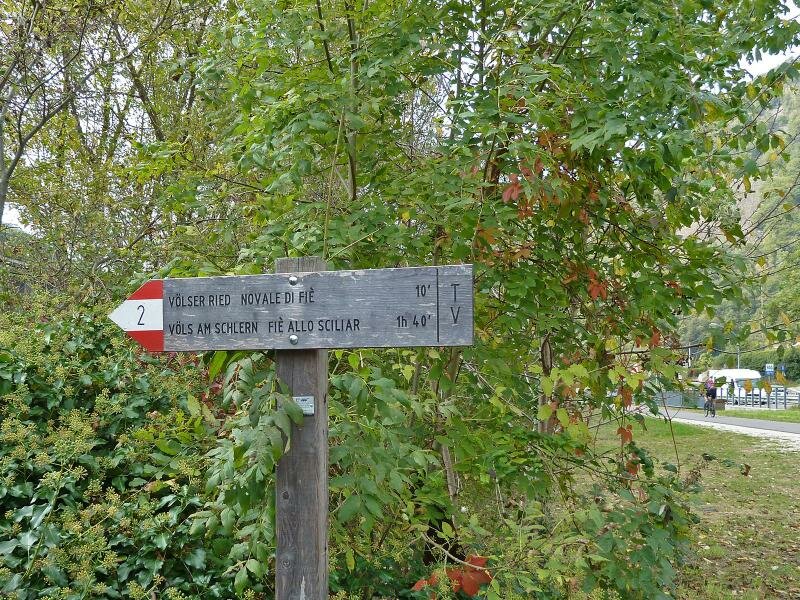 2
VÖLSER RIED NOVALE DI FIÈ 10'
VÖLS AM SCHLERN FIÈ ALLO SCILIAR 1h 40'
T
V